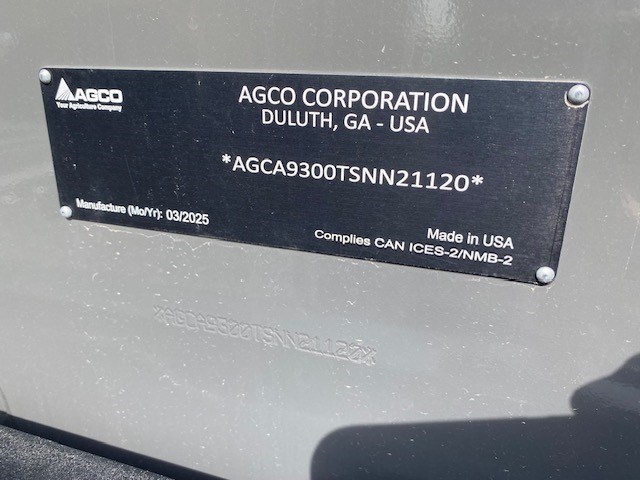 AGCO
Your Agriculture Company
AGCO CORPORATION
DULUTH, GA - USA
*AGCA9300TSNN21120*
Manufacture (Mo/Yr): 03/2025
Made in USA
Complies CAN ICES-2/NMB-2
*AGCA9300TSNN21120*